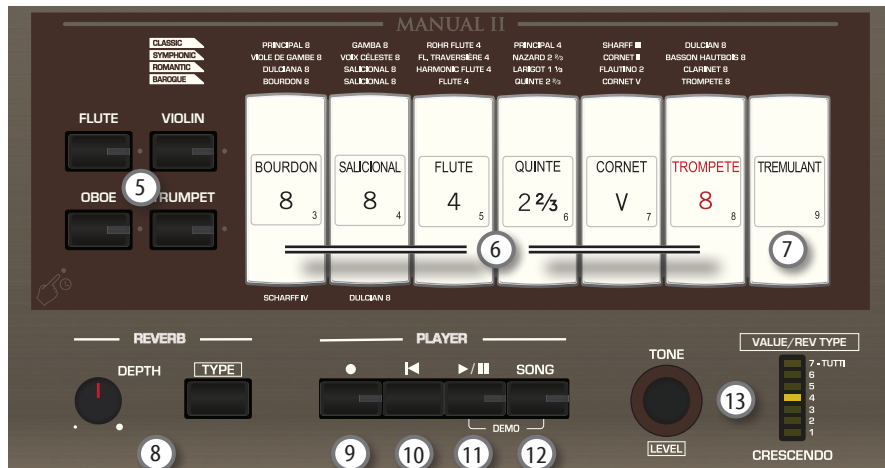 MANUAL II
CLASSIC
SYMPHONIC
ROMANTIC
BAROQUE
PRINCIPAL 8 GAMBA 8 ROHR FLUTE 4 PRINCIPAL 4 SHARFF III DULCIAN 8
VIOLE DE GAMBE 8 VOIX CÉLESTE 8 FL, TRAVERSIÈRE 4 NAZARD 2 ⅔ CORNET II BASSON HAUTBOIS 8
DULCIANA 8 SALICIONAL 8 HARMONIC FLUTE 4 LARIGOT 1 ⅓ FLAUTINO 2 CLARINET 8
BOURDON 8 SALICIONAL 8 FLUTE 4 QUINTE 2 ⅔ CORNET V TROMPETE 8
FLUTE VIOLIN
5
OBOE TRUMPET
BOURDON SALICIONAL FLUTE QUINTE CORNET TROMPETE TREMULANT
8 8 4 2 ⅔ V 8
3 4 5 6 7 8 9
6 7
SCHARFF IV DULCIAN 8
REVERB
DEPTH TYPE
8
PLAYER
SONG
DEMO
9 10 11 12
TONE
LEVEL
13
VALUE/REV TYPE
7 - TUTTI
6
5
4
3
2
1
CRESCENDO